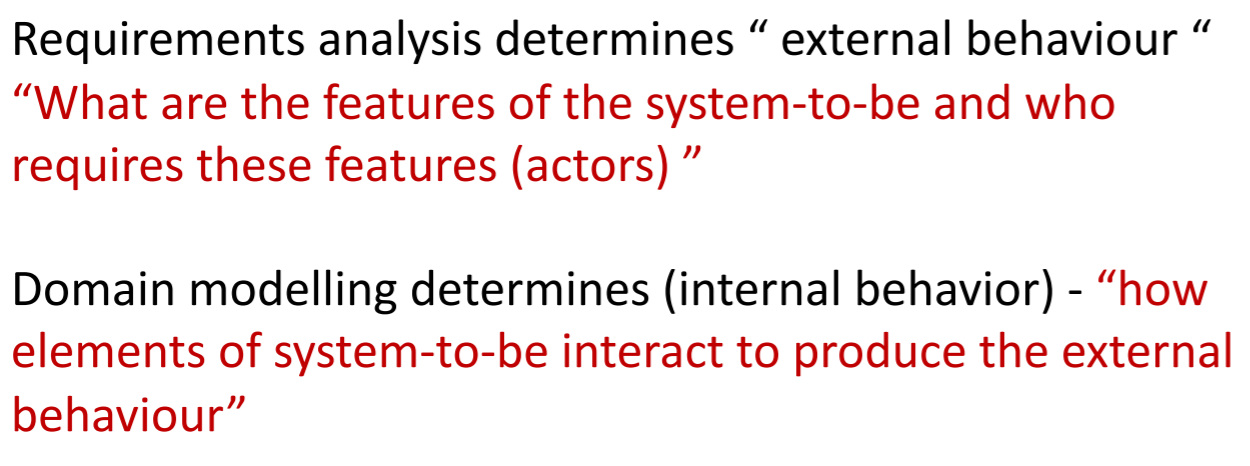 Requirements analysis determines “ external behaviour “
“What are the features of the system-to-be and who
requires these features (actors) ”
Domain modelling determines (internal behavior) - “how
elements of system-to-be interact to produce the external
behaviour”